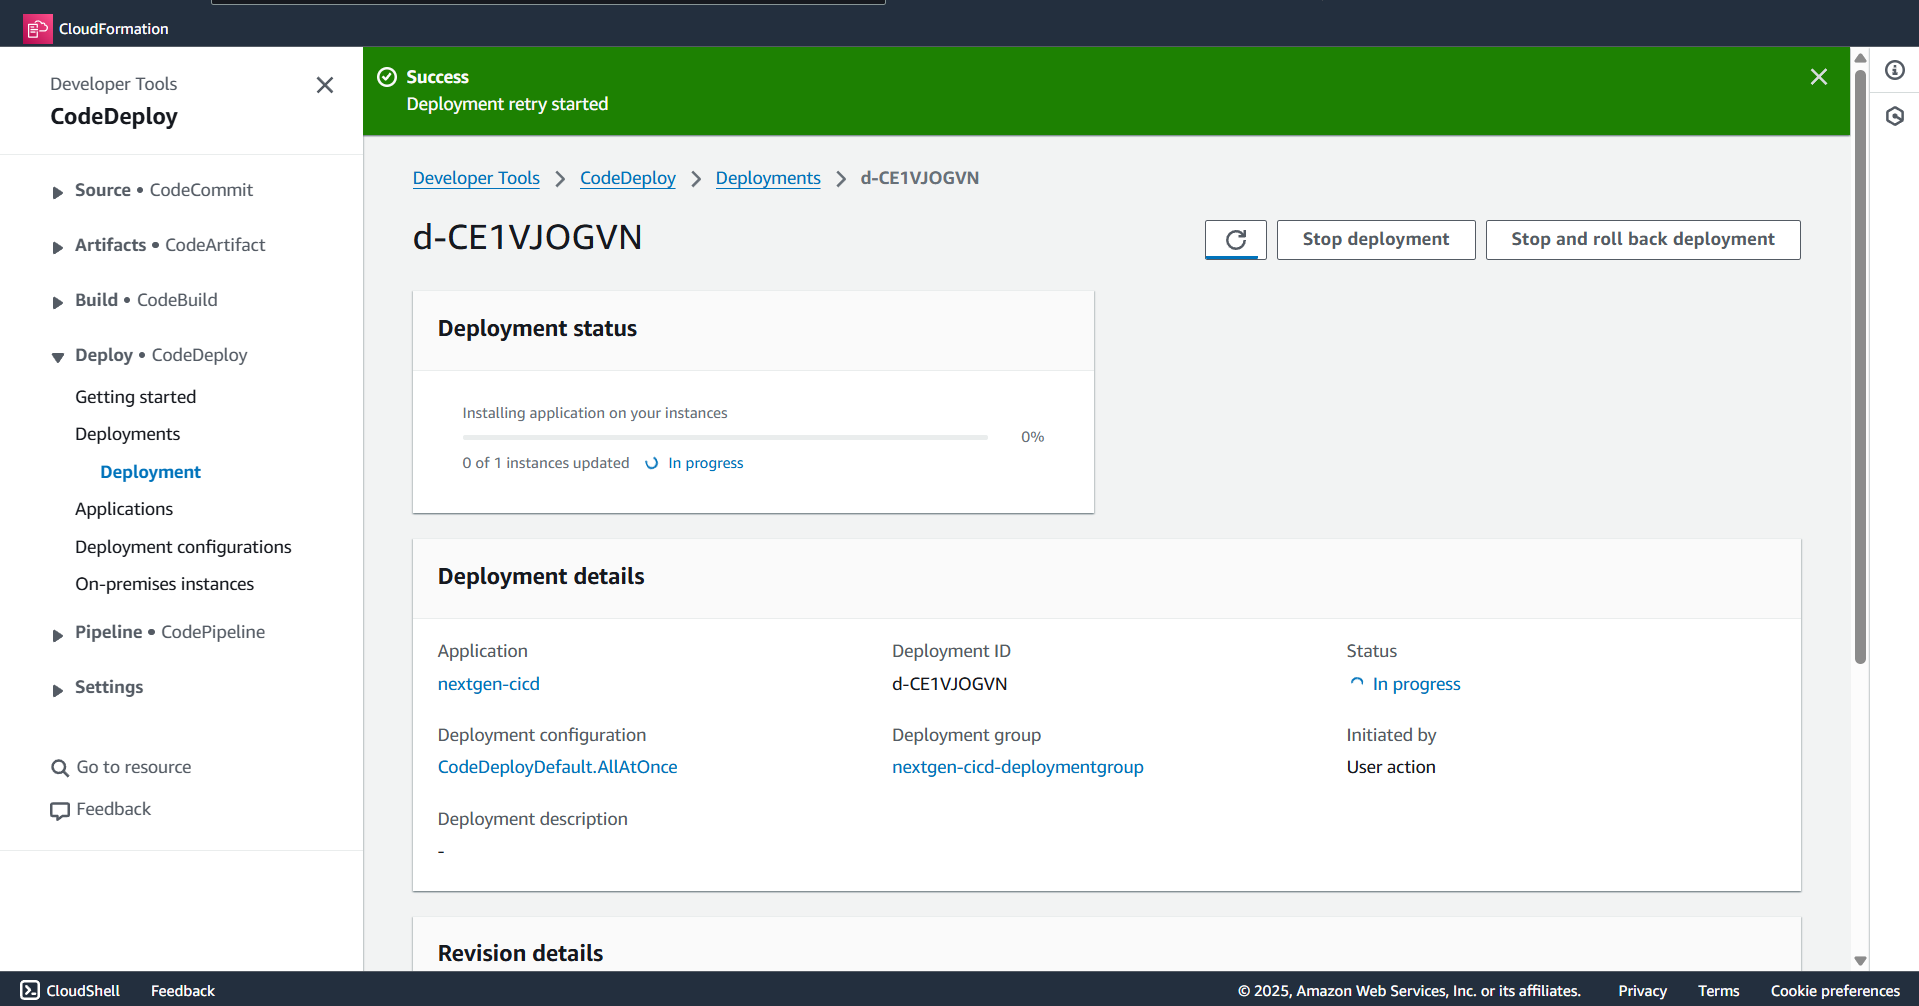 CloudFormation
Developer Tools
CodeDeploy
Source • CodeCommit
Artifacts • CodeArtifact
Build • CodeBuild
Deploy • CodeDeploy
Getting started
Deployments
Deployment
Applications
Deployment configurations
On-premises instances
Pipeline • CodePipeline
Settings
Go to resource
Feedback
Success
Deployment retry started
Developer Tools > CodeDeploy > Deployments > d-CE1VJOGVN
d-CE1VJOGVN
Stop deployment
Stop and roll back deployment
Deployment status
Installing application on your instances
0%
0 of 1 instances updated In progress
Deployment details
Application
nextgen-cicd
Deployment ID
d-CE1VJOGVN
Status
In progress
Deployment configuration
CodeDeployDefault.AllAtOnce
Deployment group
nextgen-cicd-deploymentgroup
Initiated by
User action
Deployment description
-
Revision details
CloudShell Feedback © 2025, Amazon Web Services, Inc. or its affiliates. Privacy Terms Cookie preferences